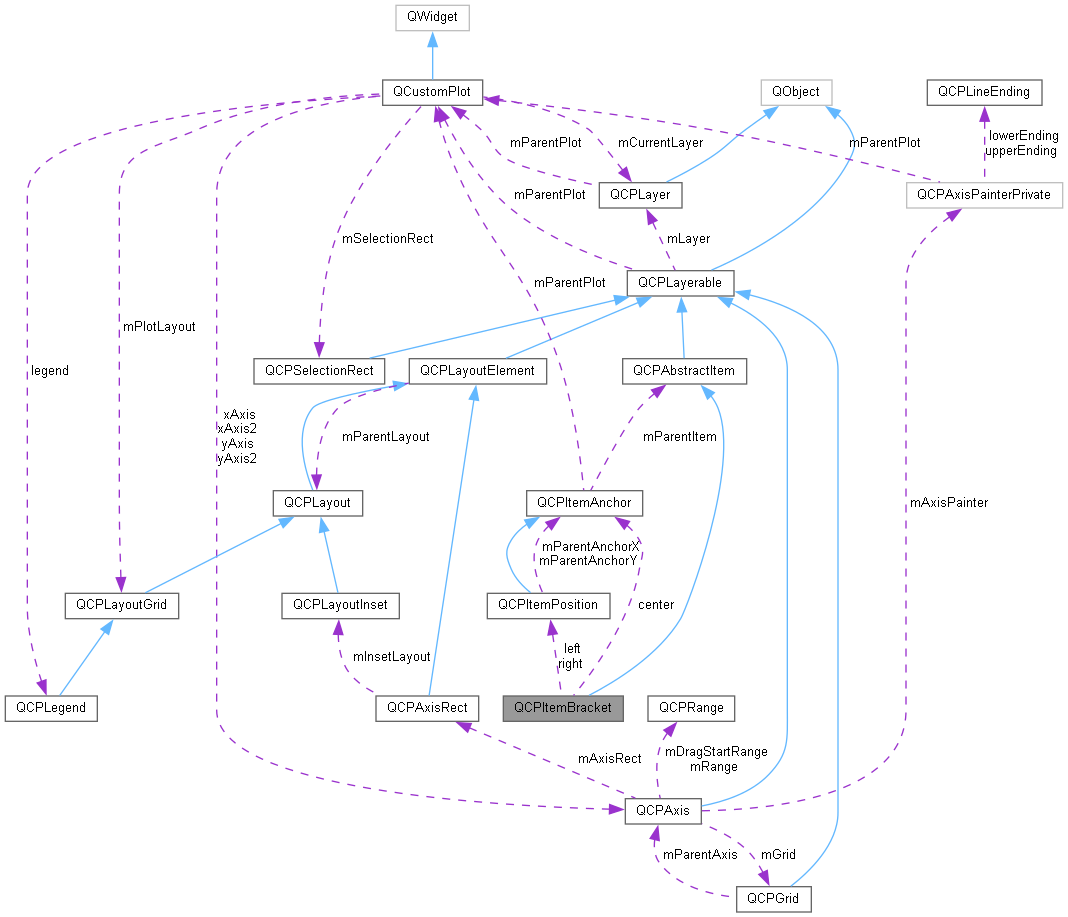 QWidget
QCustomPlot
QObject
QCPLineEnding
mParentPlot
mCurrentLayer
mParentPlot
lowerEnding
upperEnding
QCPLayer
mParentPlot
QCPAxisPainterPrivate
mSelectionRect
mLayer
mParentPlot
QCPLayerable
mPlotLayout
legend
QCPSelectionRect
QCPLayoutElement
QCPAbstractItem
xAxis
xAxis2
yAxis
yAxis2
mParentLayout
mParentItem
QCPLayout
QCPItemAnchor
mAxisPainter
mParentAnchorX
mParentAnchorY
QCPLayoutGrid
QCPLayoutInset
QCPItemPosition
center
mInsetLayout
left
right
QCPLegend
QCPAxisRect
QCPItemBracket
QCPRange
mAxisRect
mDragStartRange
mRange
QCPAxis
mParentAxis
mGrid
QCPGrid